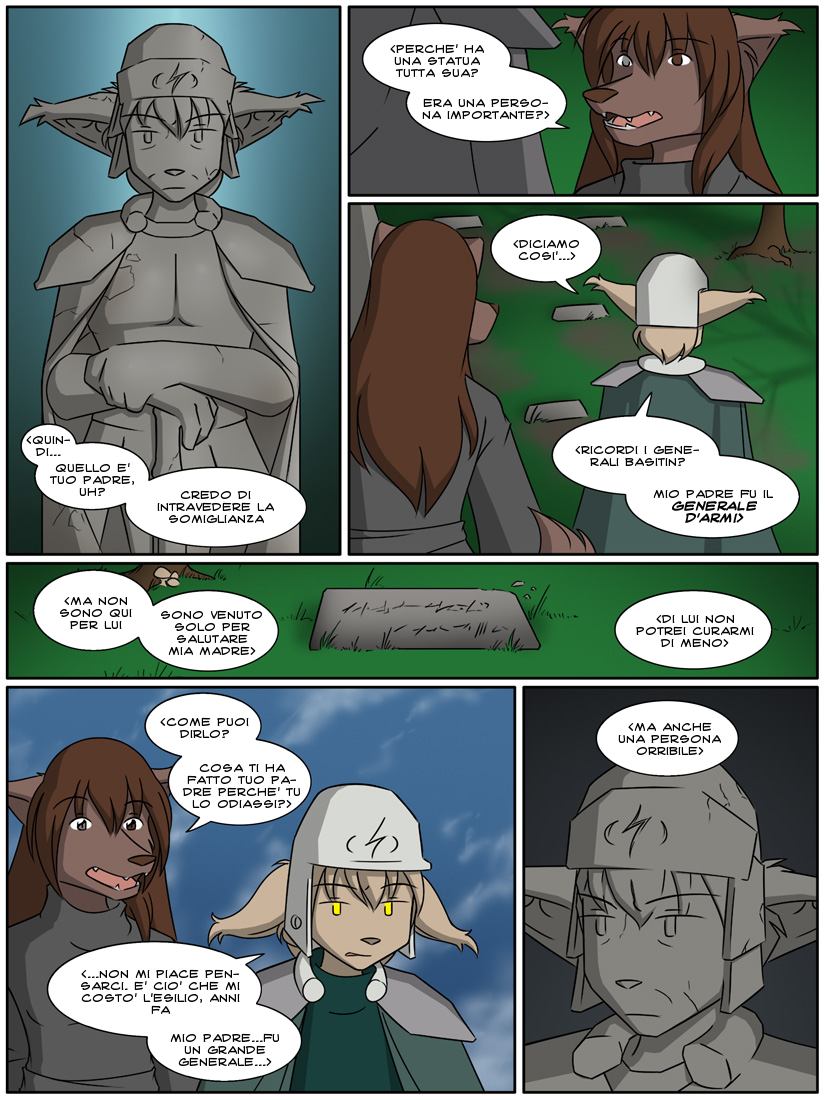 <QUIN-
DI...
QUELLO E'
TUO PADRE,
UH?
CREDO DI
INTRAVEDERE LA
SOMIGLIANZA
<PERCHE' HA
UNA STATUA
TUTTA SUA?
ERA UNA PERSO-
NA IMPORTANTE?>
<DICIAMO
COSI'...>
<RICORDI I GENE-
RALI BASITIN?
MIO PADRE FU IL
GENERALE
D'ARMI>
<MA NON
SONO QUI
PER LUI
SONO VENUTO
SOLO PER
SALUTARE
MIA MADRE>
<DI LUI NON
POTREI CURARMI
DI MENO>
<COME PUOI
DIRLO?
COSA TI HA
FATTO TUO PA-
DRE PERCHE' TU
LO ODIASSI?>
<...NON MI PIACE PEN-
SARCI. E' CIO' CHE MI
COSTO' L'ESILIO, ANNI
FA
MIO PADRE...FU
UN GRANDE
GENERALE...>
<MA ANCHE
UNA PERSONA
ORRIBILE>